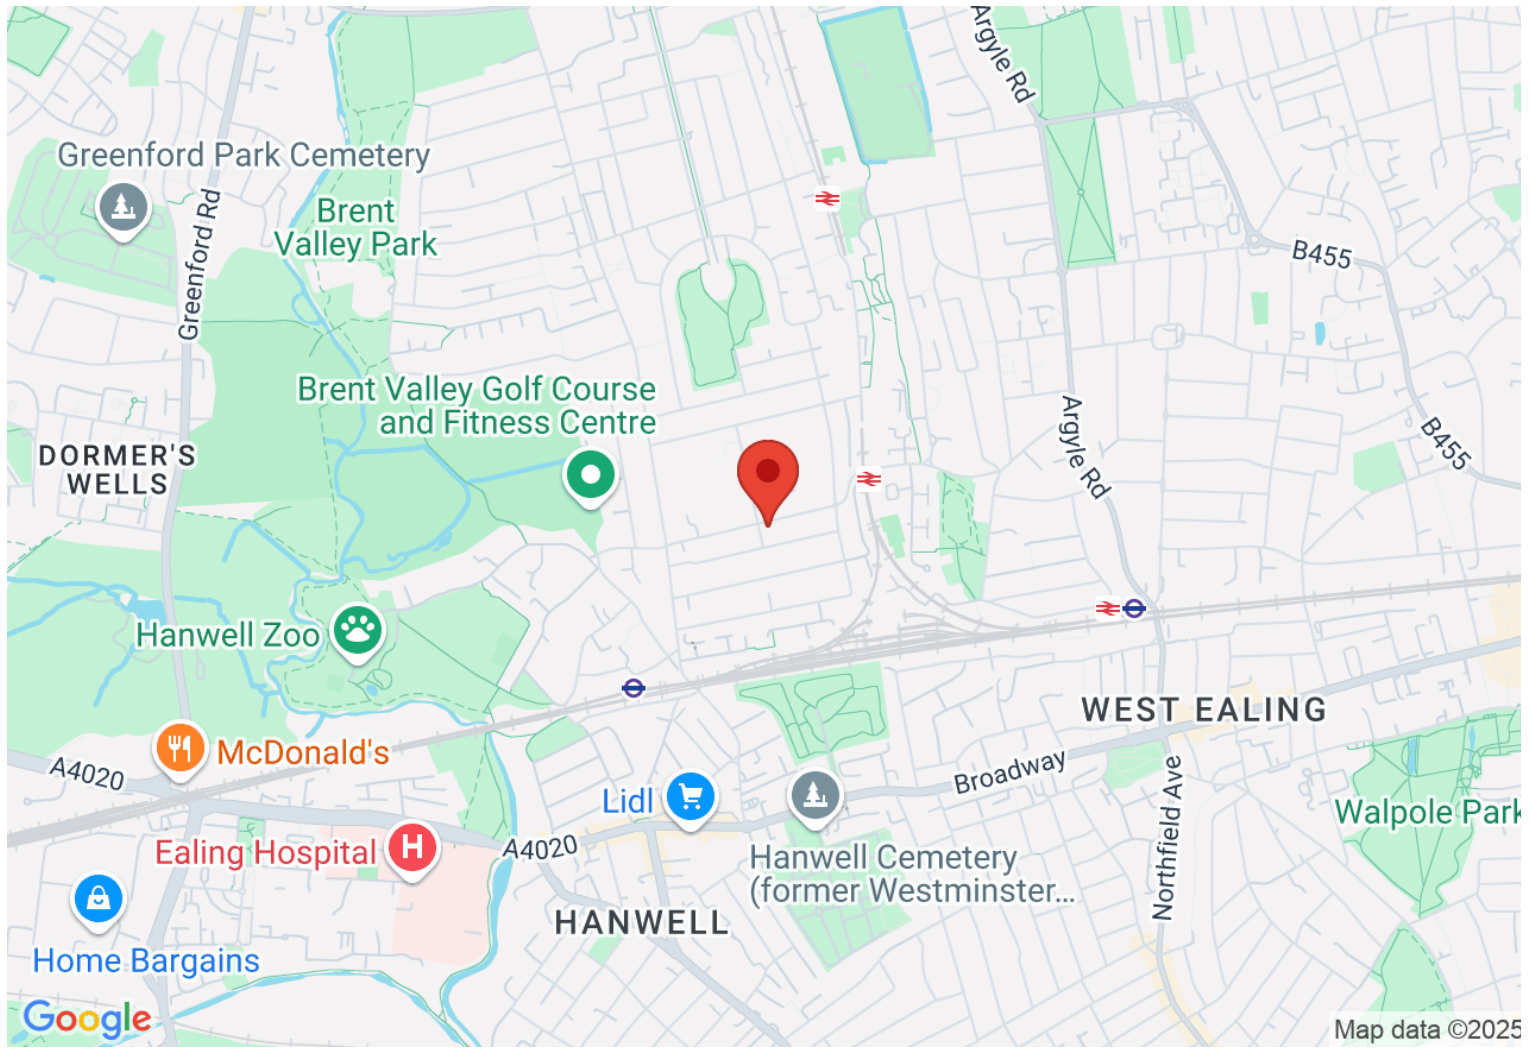 Argyle Rd
Greenford Park Cemetery
Greenford Rd
Brent
Valley Park
B455
Brent Valley Golf Course
and Fitness Centre
Argyle Rd
B455
DORMER'S
WELLS
Hanwell Zoo
WEST EALING
McDonald's
A4020
Broadway
Lidl
Walpole Park
Northfield Ave
Ealing Hospital
H
A4020
Hanwell Cemetery
(former Westminster...
HANWELL
Home Bargains
Google
Map data ©2025